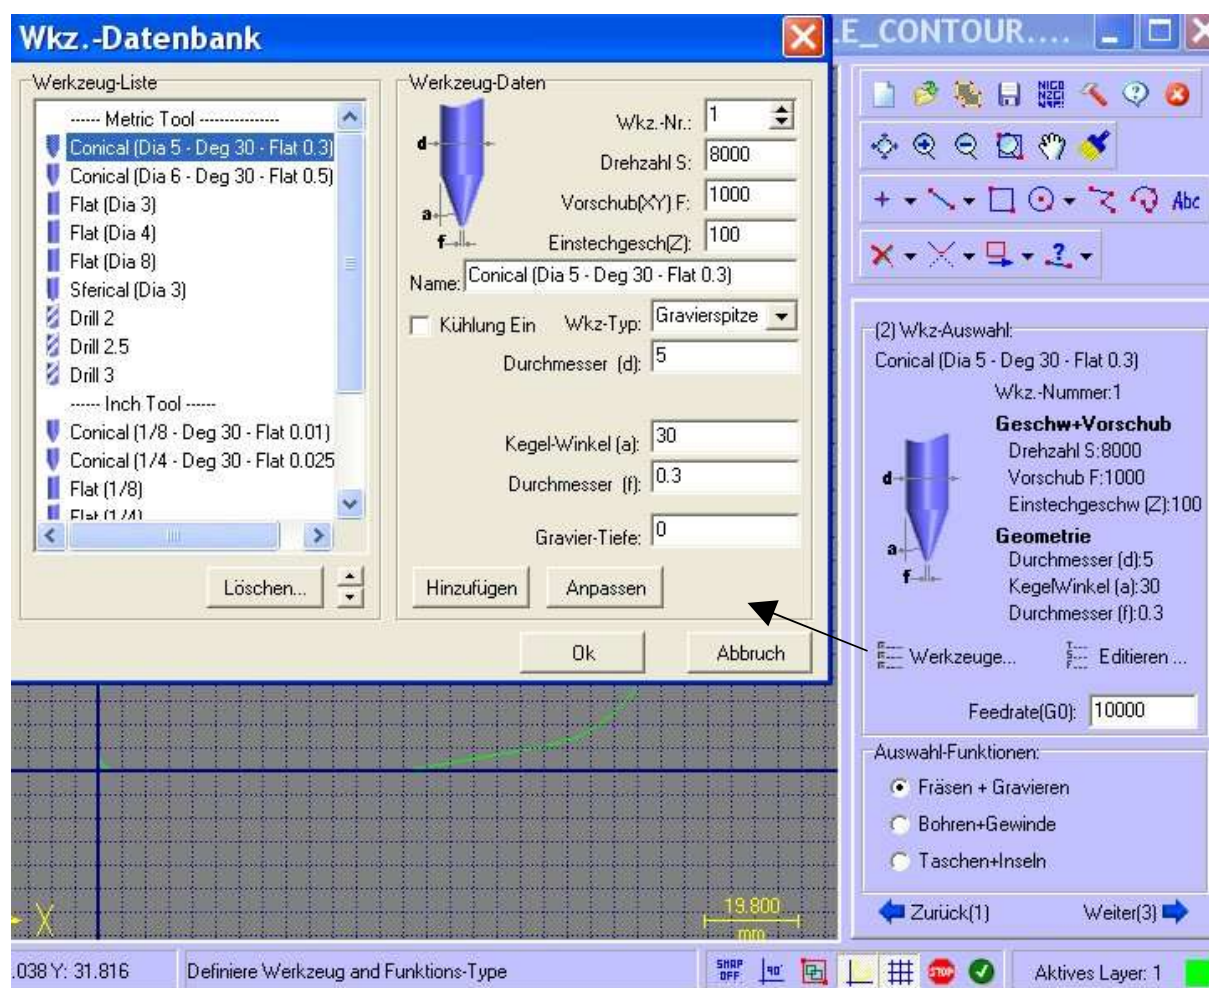 Wkz.-Datenbank
Werkzeug-Liste
------ Metric Tool ---------------
Conical (Dia 5 - Deg 30 - Flat 0.3)
Conical (Dia 6 - Deg 30 - Flat 0.5)
Flat (Dia 3)
Flat (Dia 4)
Flat (Dia 8)
Sferical (Dia 3)
Drill 2
Drill 2.5
Drill 3
------ Inch Tool ------
Conical (1/8 - Deg 30 - Flat 0.01)
Conical (1/4 - Deg 30 - Flat 0.025
Flat (1/8)
Flat (1/4)
Löschen...
Werkzeug-Daten
d
a
f
Wkz.-Nr.: 1
Drehzahl S: 8000
Vorschub(XY) F: 1000
Einstechgesch(Z): 100
Name: Conical (Dia 5 - Deg 30 - Flat 0.3)
Kühlung Ein Wkz-Typ: Gravierspitze
Durchmesser (d): 5
Kegel-Winkel (a): 30
Durchmesser (f): 0.3
Gravier-Tiefe: 0
Hinzufügen Anpassen
Ok Abbruch
E_CONTOUR....
Abc
(2) Wkz-Auswahl:
Conical (Dia 5 - Deg 30 - Flat 0.3)
Wkz.-Nummer:1
Geschw+Vorschub
Drehzahl S:8000
Vorschub F:1000
Einstechgeschw (Z):100
Geometrie
Durchmesser (d):5
KegelWinkel (a):30
Durchmesser (f):0.3
d
a
f
Werkzeuge... Editieren ...
Feedrate(G0): 10000
Auswahl-Funktionen:
Fräsen + Gravieren
Bohren+Gewinde
Taschen+Inseln
Zurück(1) Weiter(3)
X
19.800
mm
.038 Y: 31.816 Definiere Werkzeug and Funktions-Type
SNAP
OFF
90°
STOP
Aktives Layer: 1